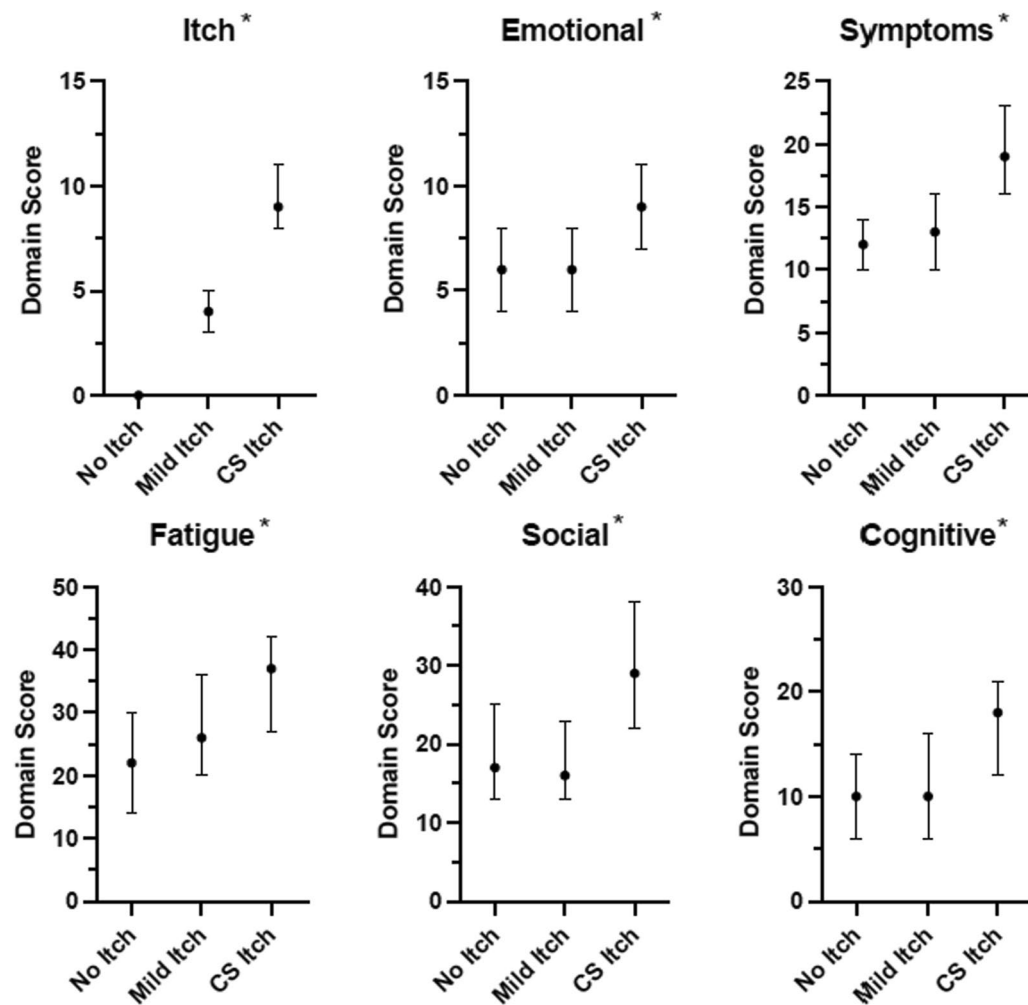 Itch *
15
10
5
0
Domain Score
No Itch
Mild Itch
CS Itch
Emotional *
15
10
5
0
Domain Score
No Itch
Mild Itch
CS Itch
Symptoms *
25
20
15
10
5
0
Domain Score
No Itch
Mild Itch
CS Itch
Fatigue *
50
40
30
20
10
0
Domain Score
No Itch
Mild Itch
CS Itch
Social *
40
30
20
10
0
Domain Score
No Itch
Mild Itch
CS Itch
Cognitive *
30
20
10
0
Domain Score
No Itch
Mild Itch
CS Itch